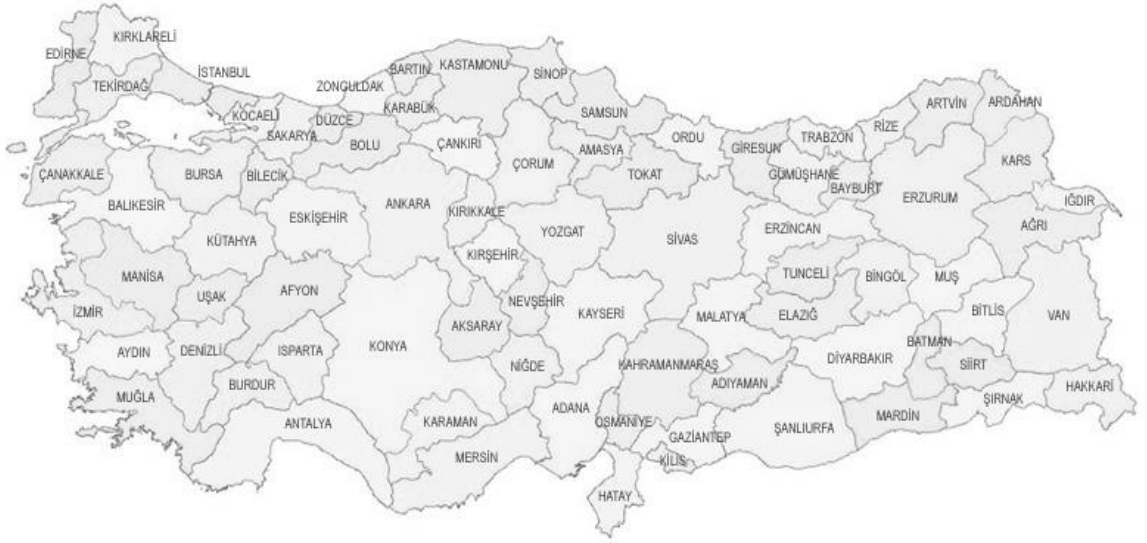 KIRKLARELİ
EDİRNE
KASTAMONU
BARTIN
İSTANBUL
SİNOP
ZONGULDAK
TEKİRDAĞ
ARTVİN
ARDAHAN
KARABÜK
KOCAELİ
SAMSUN
DÜZCE
RİZE
SAKARYA
ORDU
TRABZON
BOLU
ÇANKIRI
AMASYA
GİRESUN
ÇORUM
KARS
ÇANAKKALE
BURSA
BİLECİK
TOKAT
GÜMÜŞHANE
BAYBURT
ERZURUM
IĞDIR
BALIKESİR
ANKARA
KIRIKKALE
ESKİŞEHİR
ERZİNCAN
AĞRI
YOZGAT
SİVAS
KÜTAHYA
KIRŞEHİR
MANİSA
TUNCELİ
BİNGÖL
MUŞ
AFYON
UŞAK
NEVŞEHİR
İZMİR
KAYSERİ
MALATYA
ELAZIĞ
BİTLİS
VAN
AKSARAY
BATMAN
KONYA
AYDIN
DENİZLİ
ISPARTA
DİYARBAKIR
NİĞDE
KAHRAMANMARAŞ
SİİRT
BURDUR
ADIYAMAN
HAKKARİ
MUĞLA
ŞIRNAK
ADANA
MARDİN
ANTALYA
KARAMAN
OSMANİYE
ŞANLIURFA
GAZİANTEP
MERSİN
KİLİS
HATAY